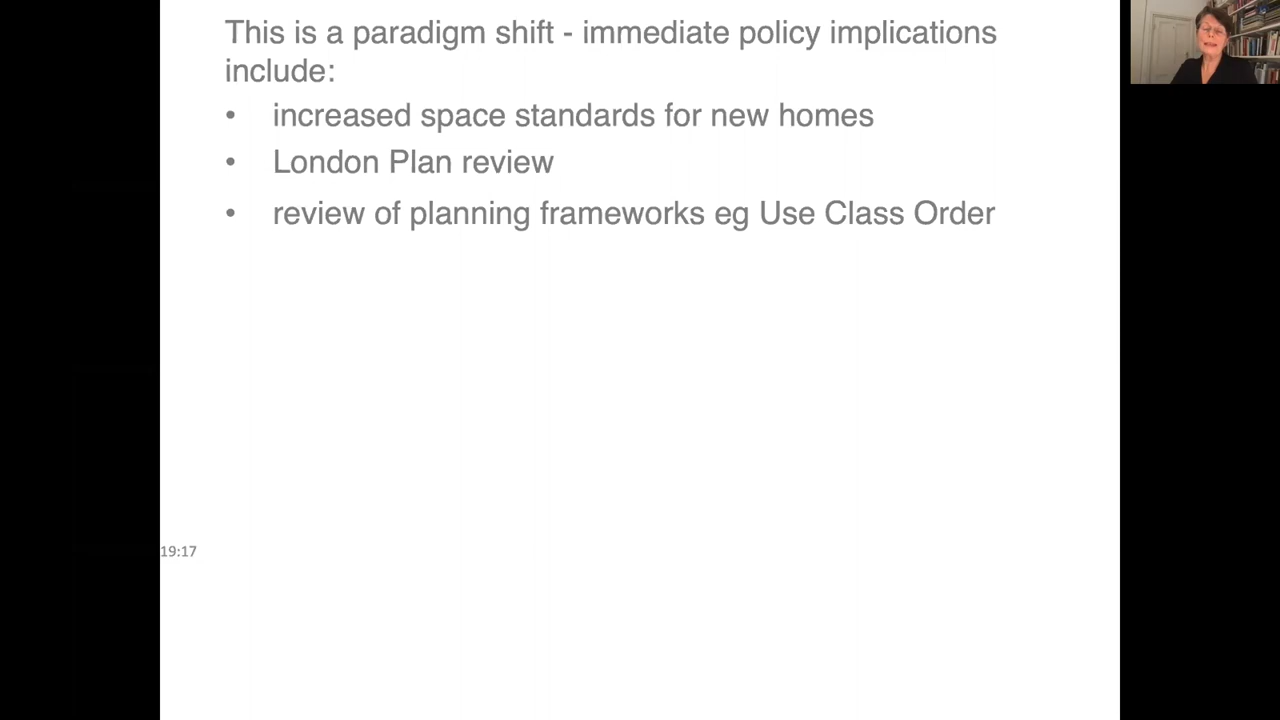 This is a paradigm shift - immediate policy implications
include:
• increased space standards for new homes
• London Plan review
• review of planning frameworks eg Use Class Order
19:17